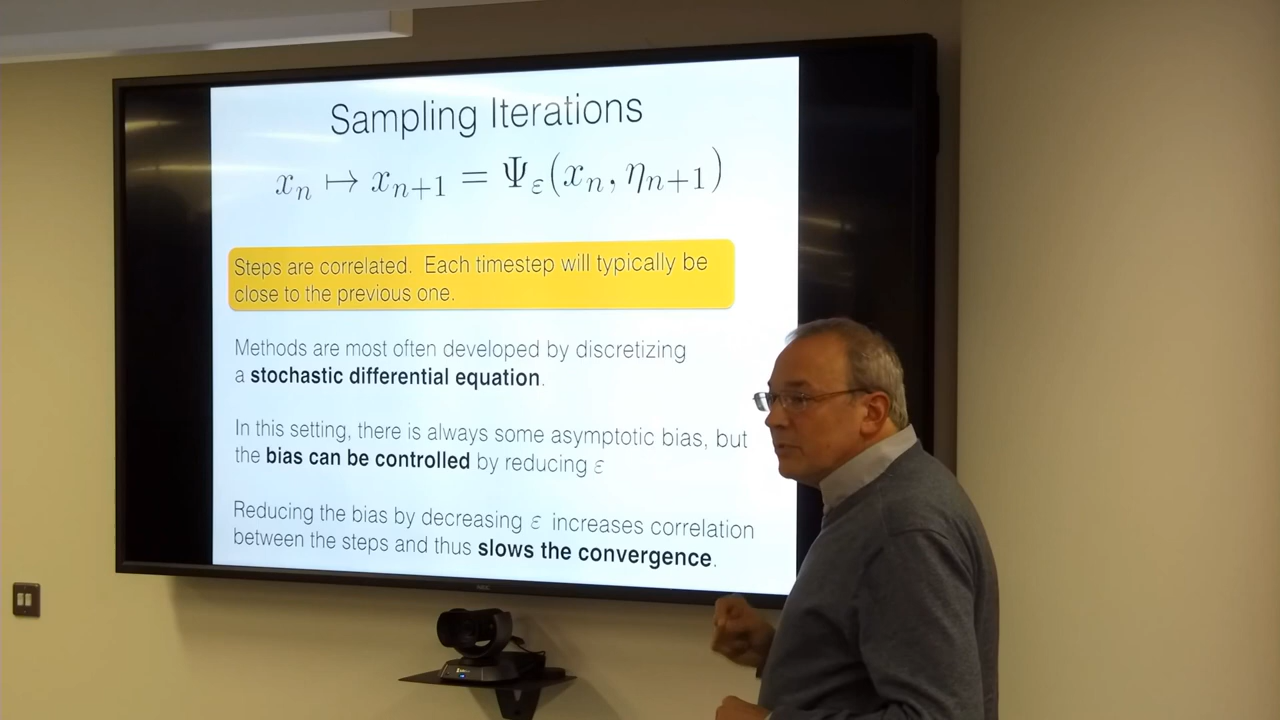 Sampling Iterations
xₙ ↦ xₙ₊₁ = Ψ_ε(xₙ, ηₙ₊₁)
Steps are correlated. Each timestep will typically be
close to the previous one.
Methods are most often developed by discretizing
a stochastic differential equation.
In this setting, there is always some asymptotic bias, but
the bias can be controlled by reducing ε
Reducing the bias by decreasing ε increases correlation
between the steps and thus slows the convergence.